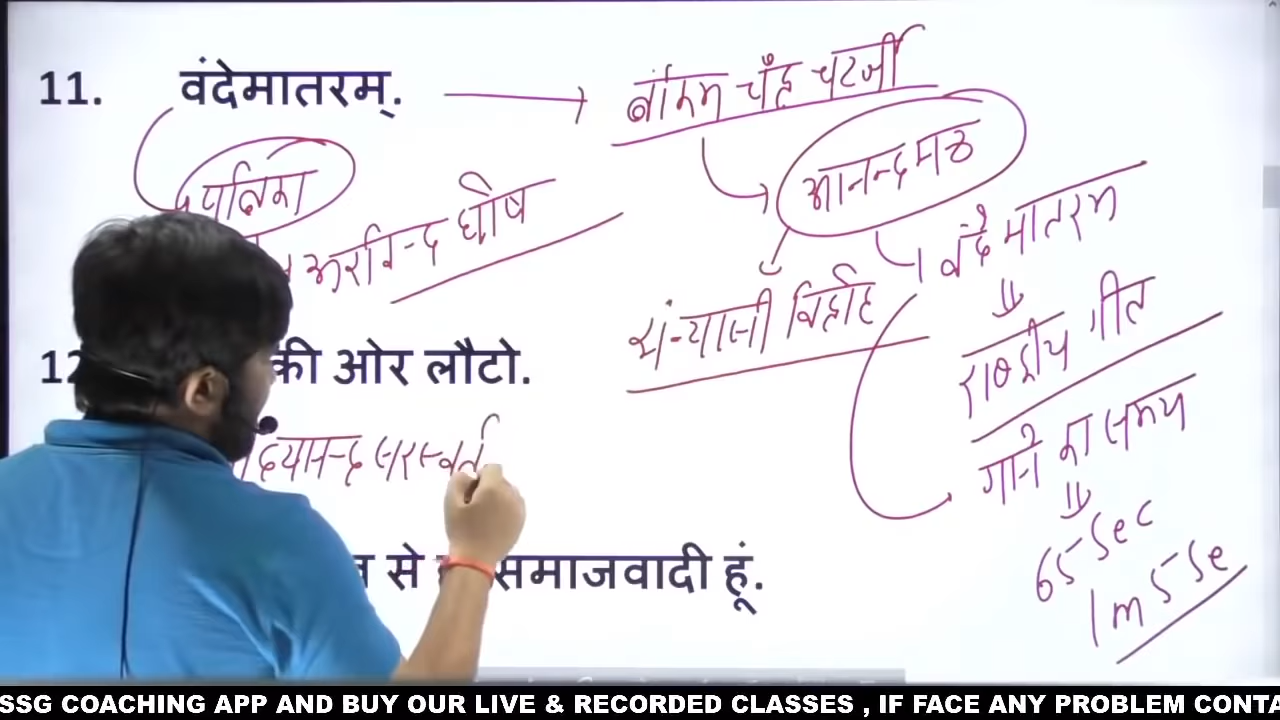 11. वंदेमातरम्. → बंकिम चँद्र चटर्जी
पत्रिका
आनन्दमठ
अरविन्द घोष
वंदे मातरम
सन्यासी विद्रोह
राष्ट्रीय गीत
की ओर लौटो.
गाने का समय
दयानन्द सरस्वती
65 Sec
1m 5 Se
से समाजवादी हूं.
SSG COACHING APP AND BUY OUR LIVE & RECORDED CLASSES , IF FACE ANY PROBLEM CONTA